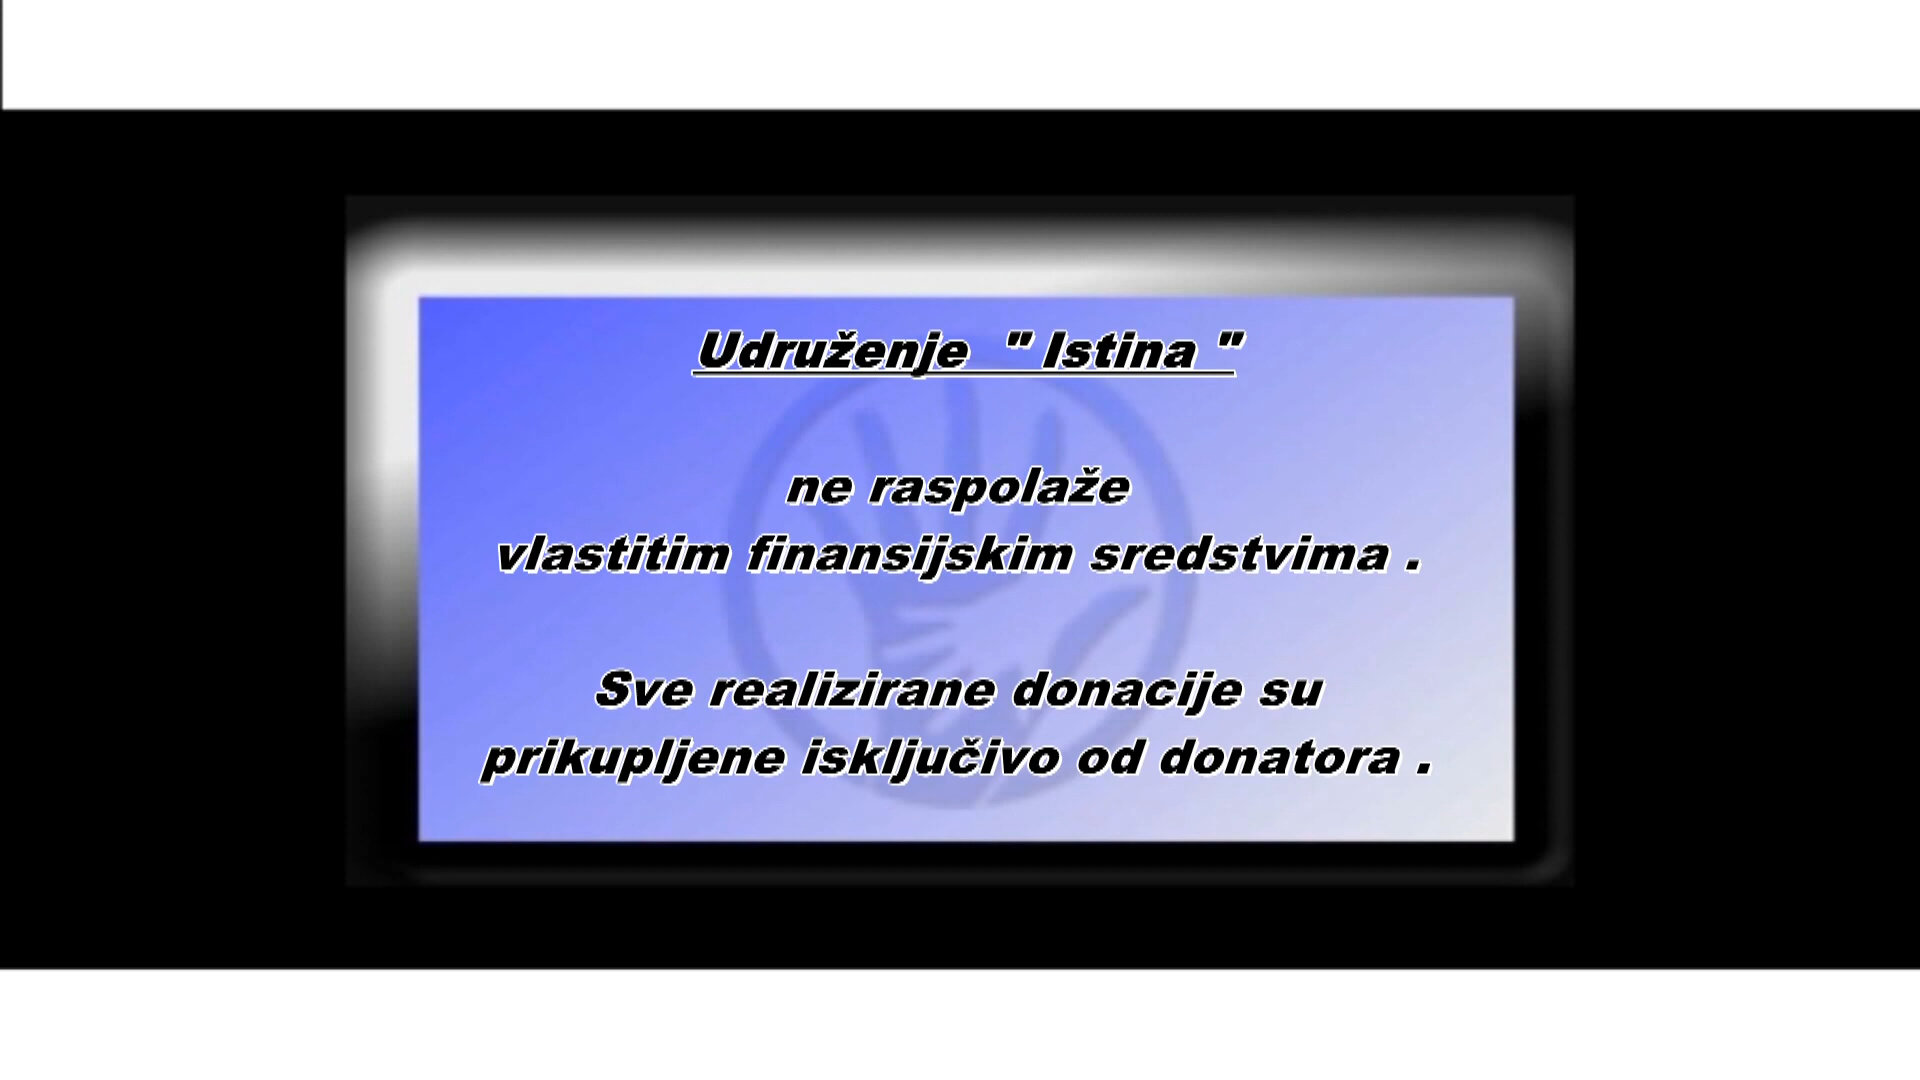 Udruženje " Istina "
ne raspolaže
vlastitim finansijskim sredstvima .
Sve realizirane donacije su
prikupljene isključivo od donatora .